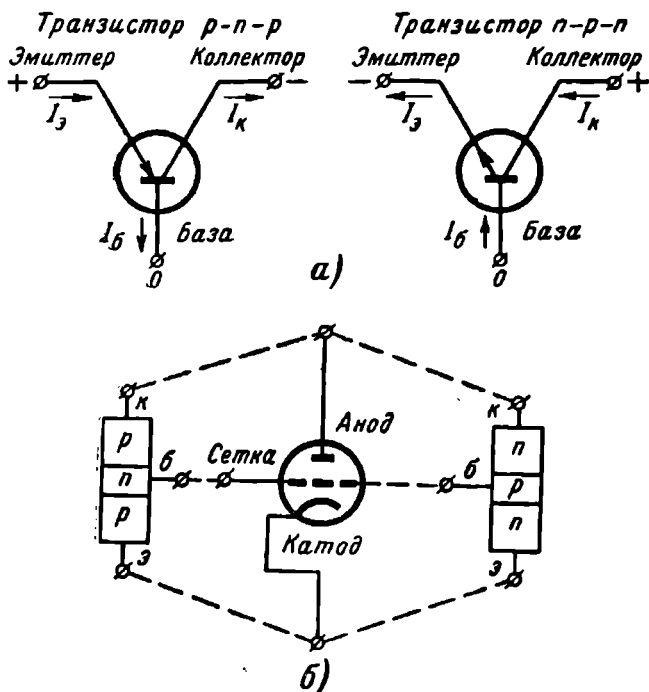 Транзистор p-n-p
Транзистор n-p-n
Эмиттер
Коллектор
Эмиттер
Коллектор
+
−
−
+
Iэ
Iк
Iэ
Iк
Iб
База
Iб
База
0
0
а)
к
Анод
к
p
n
p
б
Сетка
б
n
p
n
Катод
э
э
б)